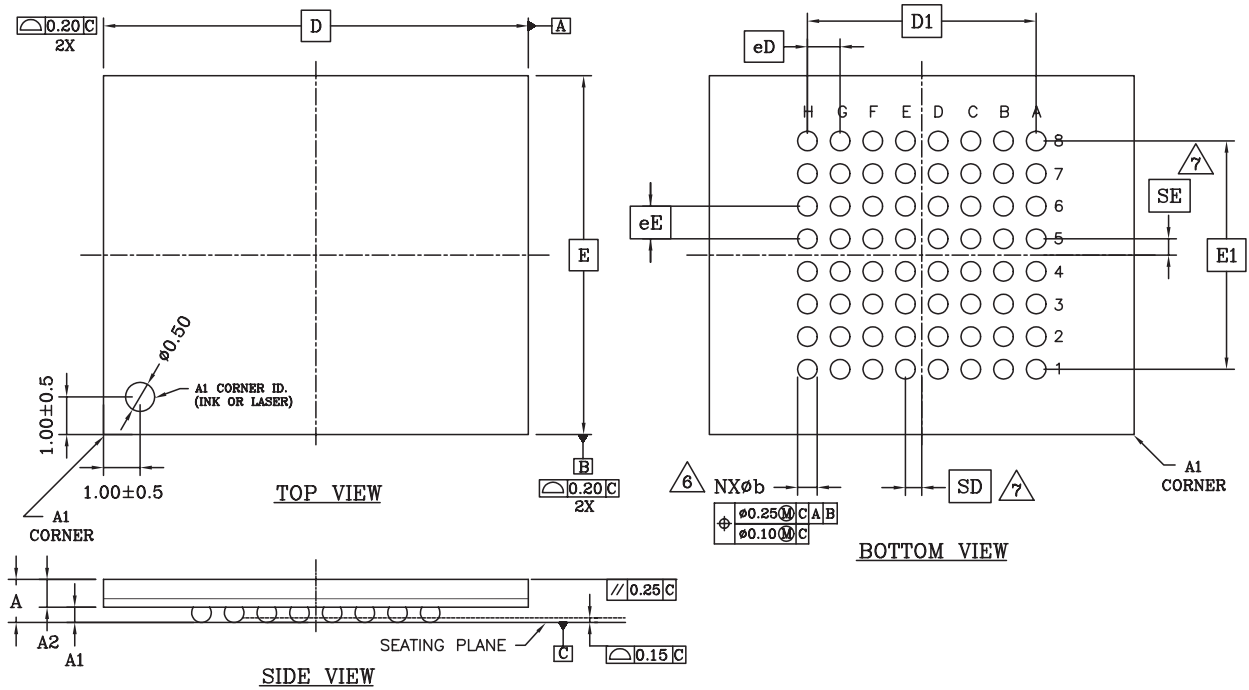 ⌓ 0.20 C
2X
D
A
E
ø0.50
A1 CORNER ID.
(INK OR LASER)
1.00±0.5
1.00±0.5
B
⌓ 0.20 C
2X
A1
CORNER
TOP VIEW
D1
eD
H G F E D C B A
8
7
6
5
4
3
2
1
eE
7
SE
E1
6 NXøb
⌖ ø0.25 Ⓜ C A B
ø0.10 Ⓜ C
SD 7
A1
CORNER
BOTTOM VIEW
A
A2
A1
// 0.25 C
SEATING PLANE
C
⌓ 0.15 C
SIDE VIEW